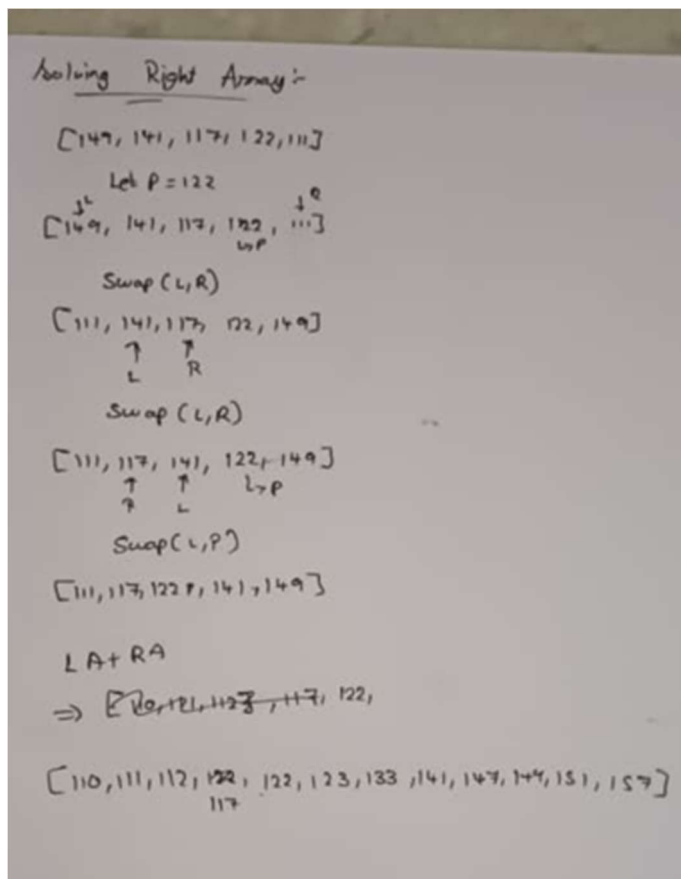 Solving Right Array:-
[149, 141, 117, 122, 111]
Let P = 122
↓L ↓R
[149, 141, 117, 122, 111]
↳P
Swap (L,R)
[111, 141, 117, 122, 149]
↑ ↑
L R
Swap (L,R)
[111, 117, 141, 122, 149]
↑ ↑ ↳P
R L
Swap (L,P)
[111, 117, 122, 141, 149]
LA+ RA
⇒ 117, 122,
[110, 111, 112, 122, 122, 123, 133, 141, 147, 149, 151, 157]
117